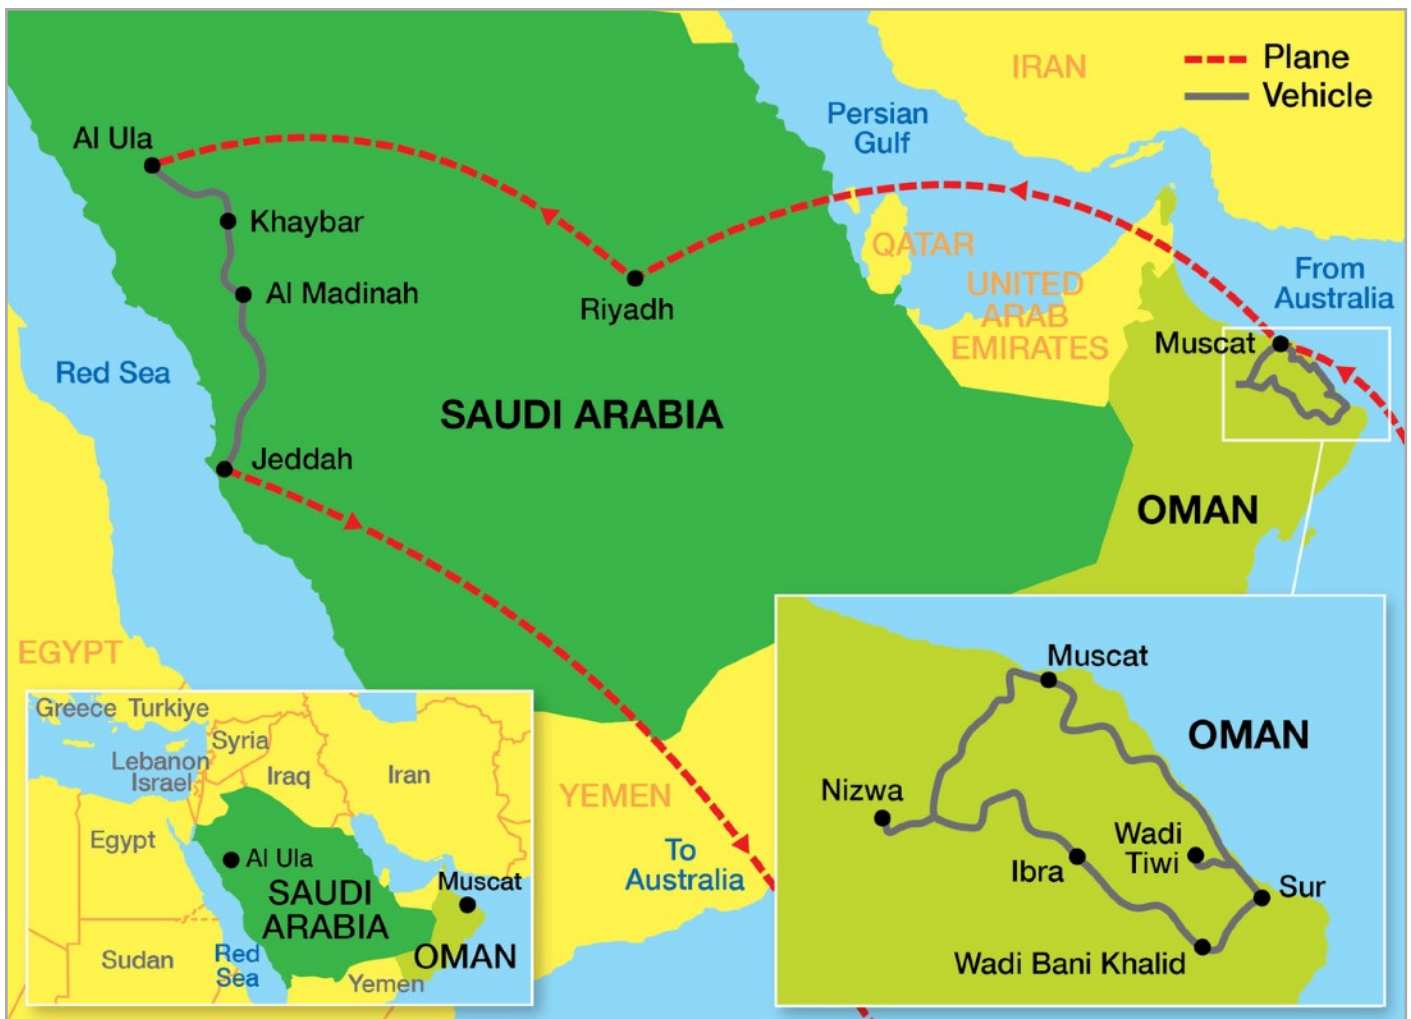 IRAN
Plane
Vehicle
Persian
Gulf
Al Ula
Khaybar
Al Madinah
Riyadh
QATAR
UNITED
ARAB
EMIRATES
From
Australia
Muscat
Red Sea
SAUDI ARABIA
Jeddah
OMAN
EGYPT
YEMEN
To
Australia
Greece
Turkiye
Syria
Lebanon
Israel
Iraq
Iran
Egypt
Al Ula
SAUDI
ARABIA
Muscat
OMAN
Red
Sea
Sudan
Yemen
Muscat
OMAN
Nizwa
Wadi
Tiwi
Ibra
Sur
Wadi Bani Khalid